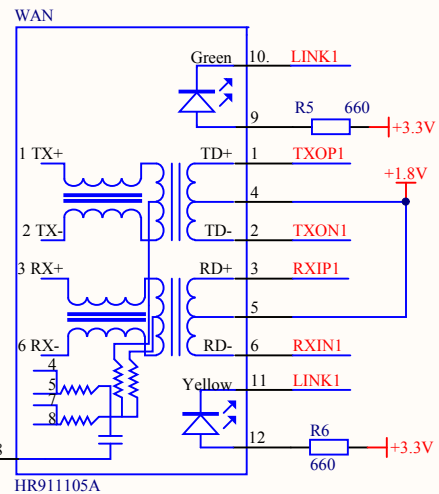 WAN
Green 10. LINK1
9 R5 660
+3.3V
1 TX+ TD+ 1 TXOP1
+1.8V
4
2 TX- TD- 2 TXON1
3 RX+ RD+ 3 RXIP1
5
6 RX- RD- 6 RXIN1
4
5
7
8
Yellow 11 LINK1
12 R6
660
+3.3V
8
HR911105A